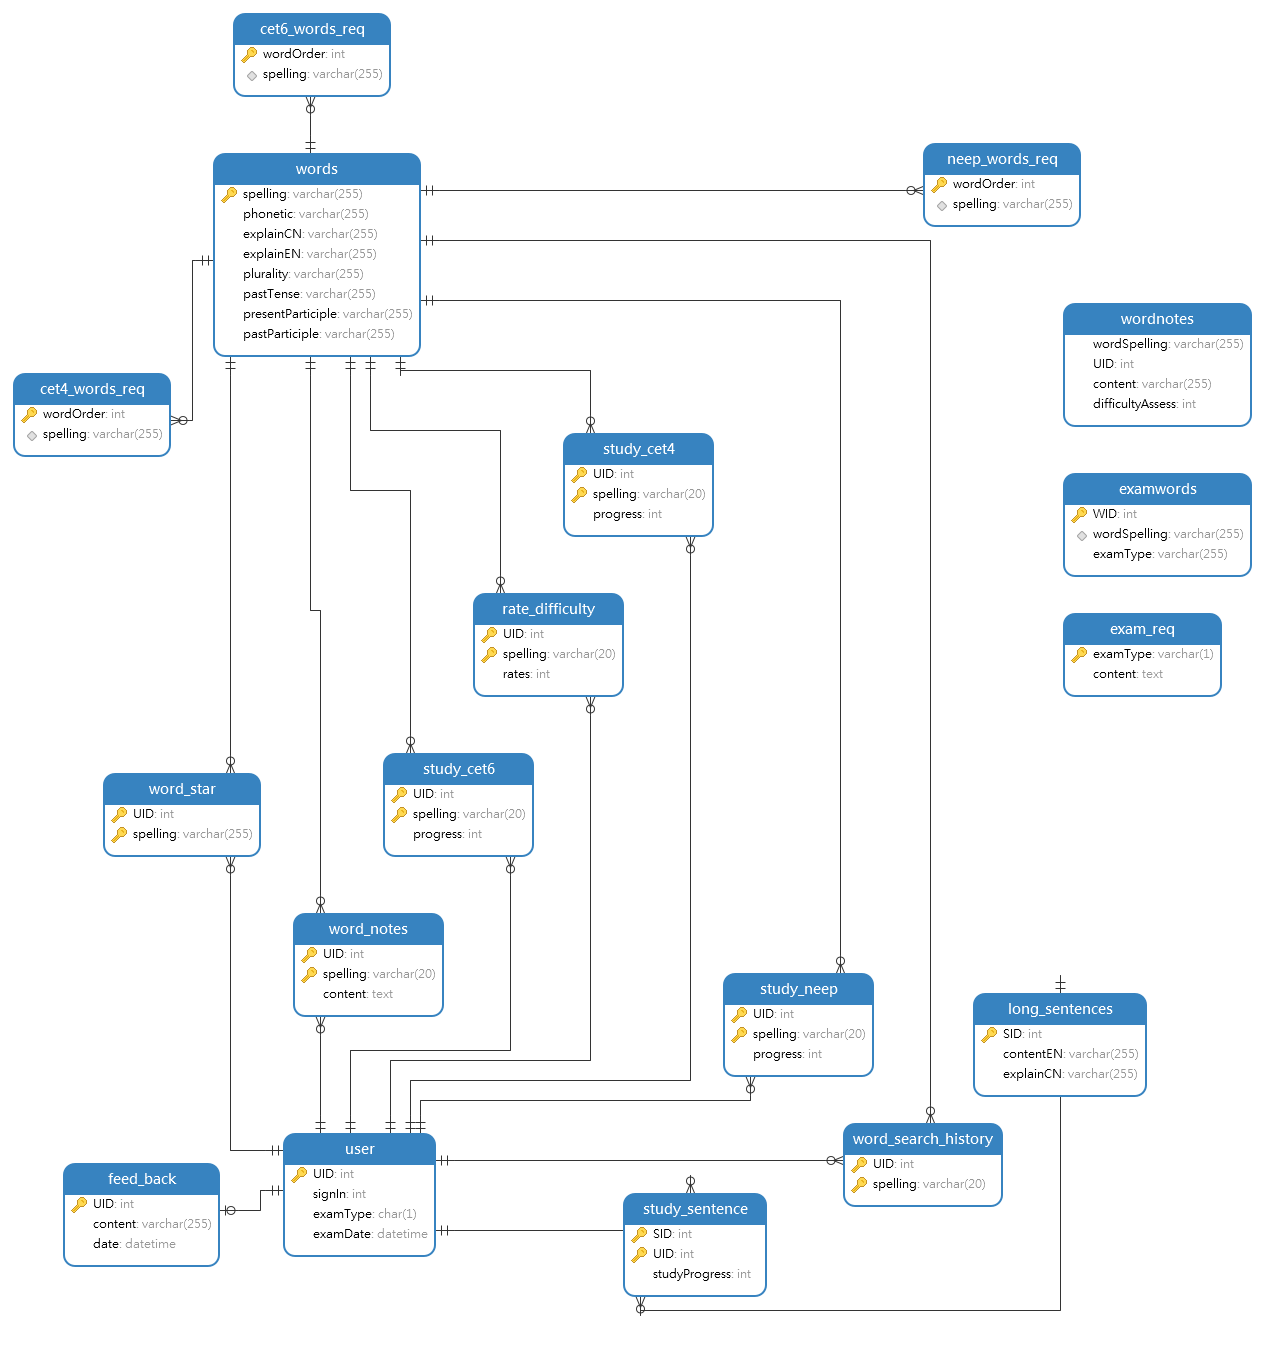 cet6_words_req
wordOrder: int
spelling: varchar(255)
words
spelling: varchar(255)
phonetic: varchar(255)
explainCN: varchar(255)
explainEN: varchar(255)
plurality: varchar(255)
pastTense: varchar(255)
presentParticiple: varchar(255)
pastParticiple: varchar(255)
neep_words_req
wordOrder: int
spelling: varchar(255)
wordnotes
wordSpelling: varchar(255)
UID: int
content: varchar(255)
difficultyAssess: int
cet4_words_req
wordOrder: int
spelling: varchar(255)
study_cet4
UID: int
spelling: varchar(20)
progress: int
examwords
WID: int
wordSpelling: varchar(255)
examType: varchar(255)
rate_difficulty
UID: int
spelling: varchar(20)
rates: int
exam_req
examType: varchar(1)
content: text
study_cet6
UID: int
spelling: varchar(20)
progress: int
word_star
UID: int
spelling: varchar(255)
word_notes
UID: int
spelling: varchar(20)
content: text
study_neep
UID: int
spelling: varchar(20)
progress: int
long_sentences
SID: int
contentEN: varchar(255)
explainCN: varchar(255)
word_search_history
UID: int
spelling: varchar(20)
user
UID: int
signIn: int
examType: char(1)
examDate: datetime
feed_back
UID: int
content: varchar(255)
date: datetime
study_sentence
SID: int
UID: int
studyProgress: int